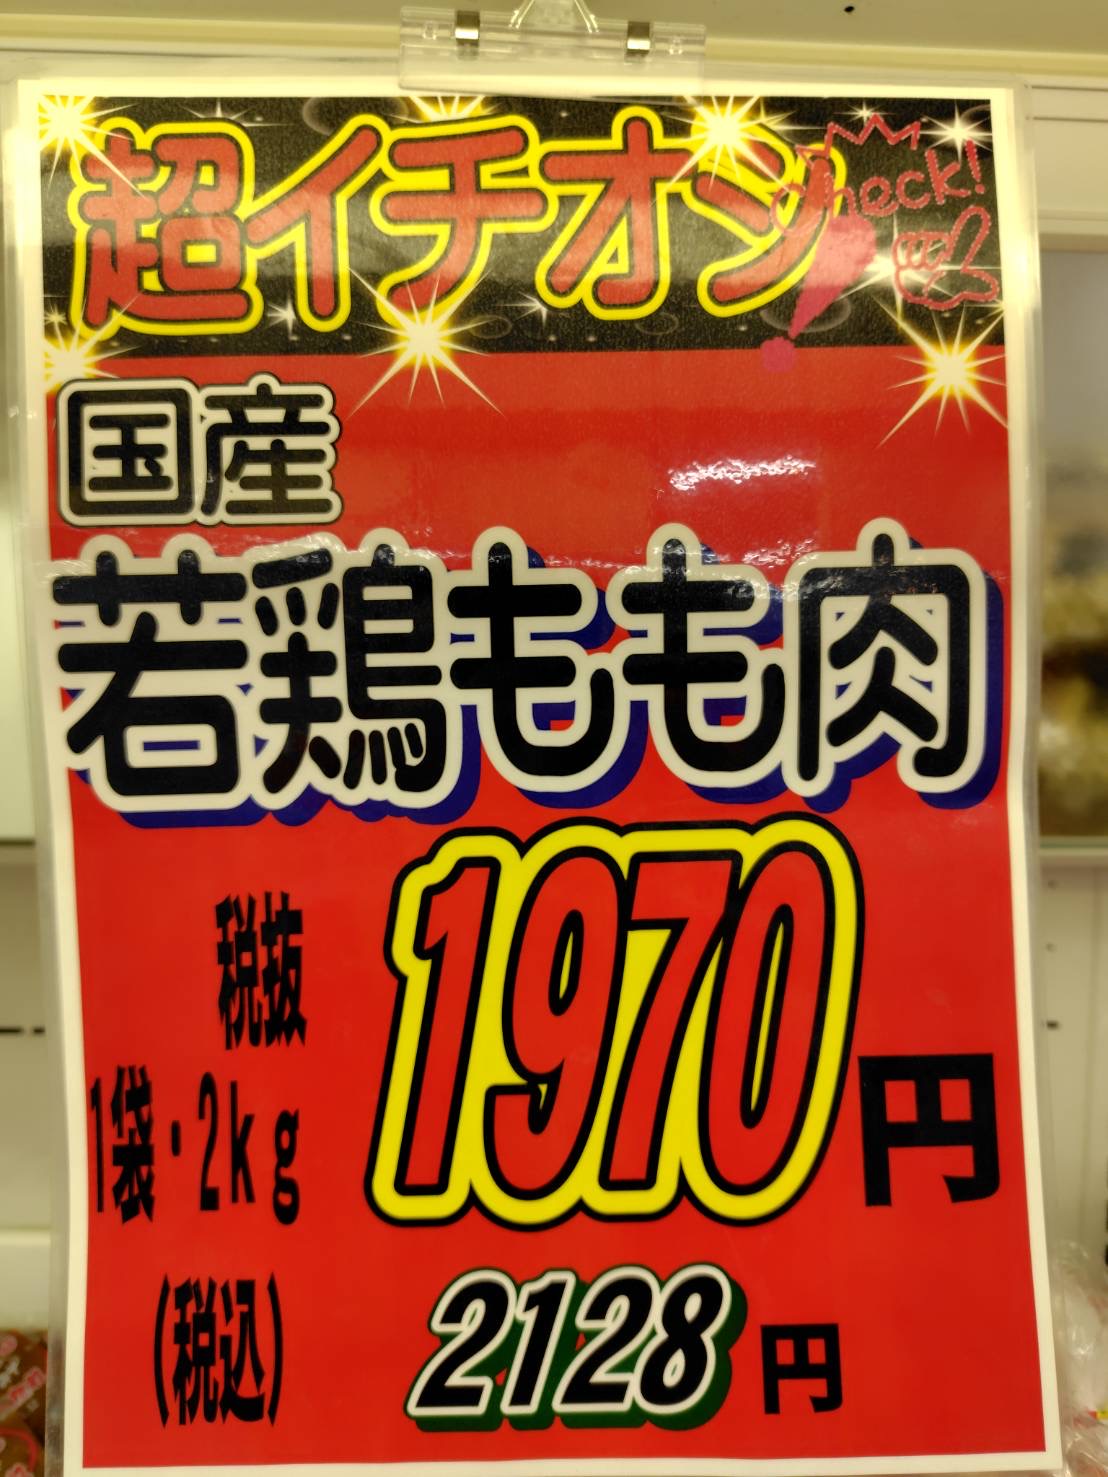 超イチオシ
Check!
国産
若鶏もも肉
税抜
1袋・2kg
1970円
(税込)
2128円